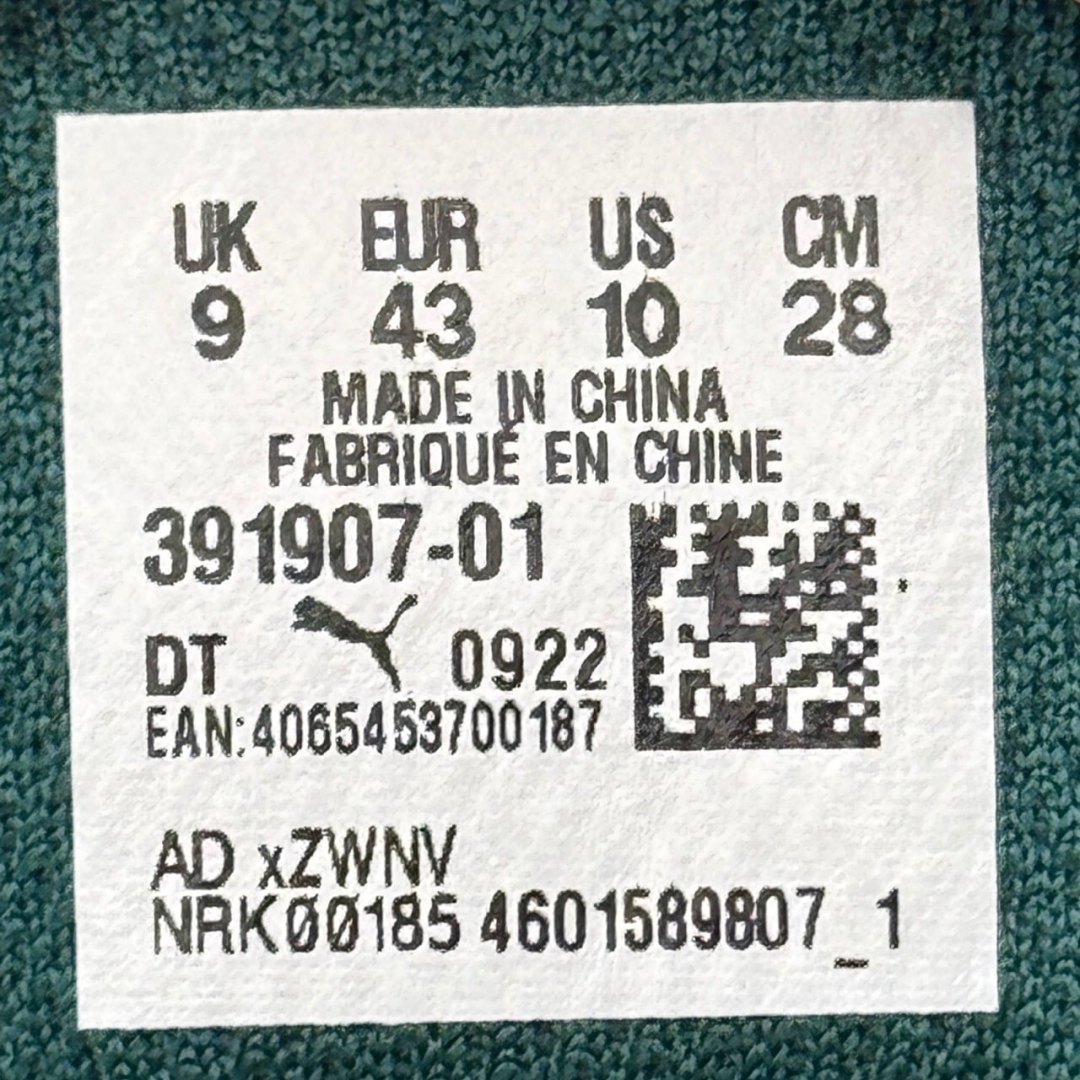 UK EUR US CM
9 43 10 28
MADE IN CHINA
FABRIQUÉ EN CHINE
391907-01
DT 0922
EAN:4065453700187
AD xZWNV
NRKØØ185 4601589807_1